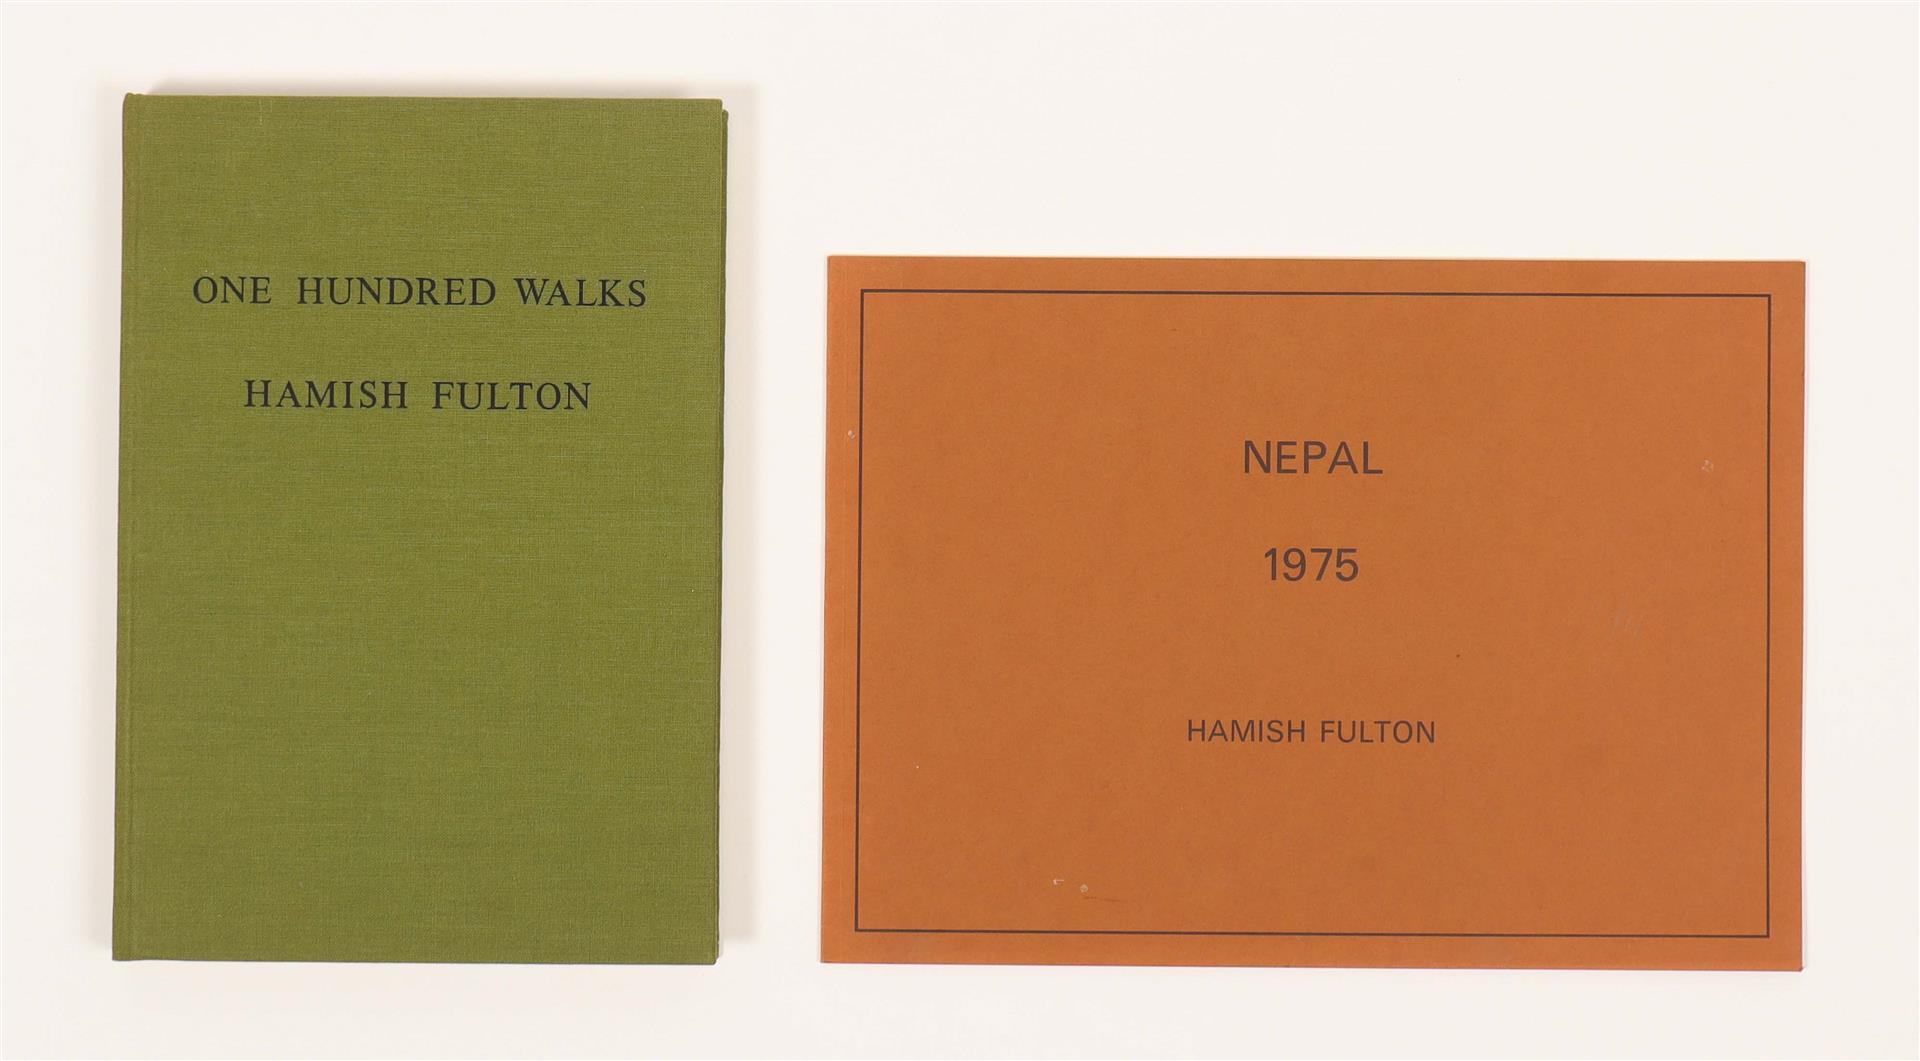 ONE HUNDRED WALKS
HAMISH FULTON
NEPAL
1975
HAMISH FULTON